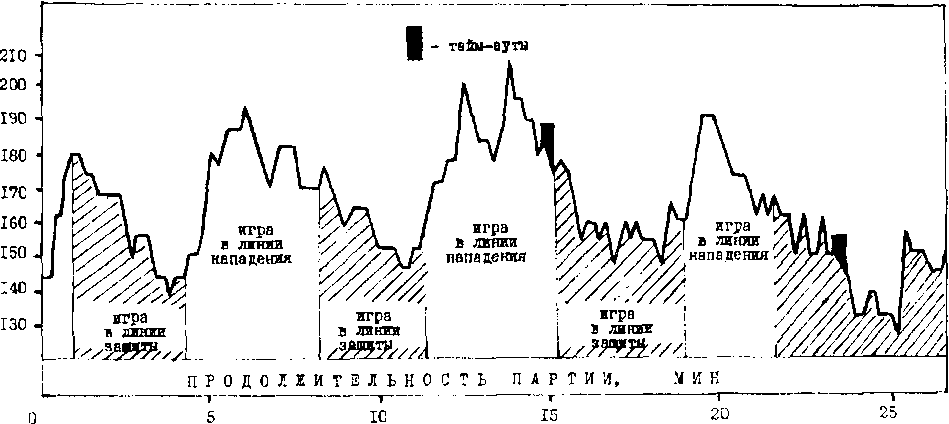 - тайм-ауты
210
200
190
180
170
160
150
140
130
игра
в линии
защиты
игра
в линии
нападения
игра
в линии
защиты
игра
в линии
нападения
игра
в линии
защиты
игра
в линии
нападения
ПРОДОЛЖИТЕЛЬНОСТЬ ПАРТИИ, МИН
0 5 10 15 20 25